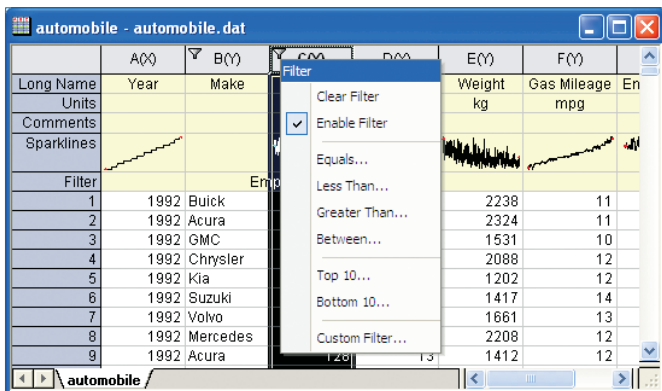 automobile - automobile.dat
A(X) B(Y) C(Y) D(Y) E(Y) F(Y)
Filter
Long Name Year Make Weight Gas Mileage En
Units kg mpg
Comments
Sparklines
Filter Emp
Clear Filter
Enable Filter
Equals...
Less Than...
Greater Than...
Between...
Top 10...
Bottom 10...
Custom Filter...
1 1992 Buick 2238 11
2 1992 Acura 2324 11
3 1992 GMC 1531 10
4 1992 Chrysler 2088 12
5 1992 Kia 1202 12
6 1992 Suzuki 1417 14
7 1992 Volvo 1661 13
8 1992 Mercedes 2208 12
9 1992 Acura 128 13 1412 12
automobile